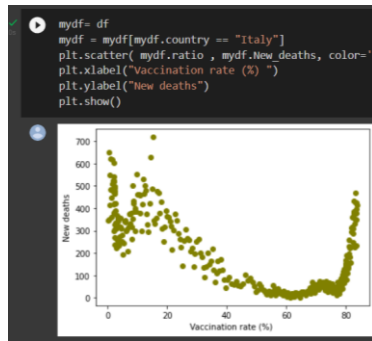 mydf= df
mydf = mydf[mydf.country == "Italy"]
plt.scatter( mydf.ratio , mydf.New_deaths, color='
plt.xlabel("Vaccination rate (%) ")
plt.ylabel("New deaths")
plt.show()
700
600
500
400
300
200
100
0
New deaths
0 20 40 60 80
Vaccination rate (%)